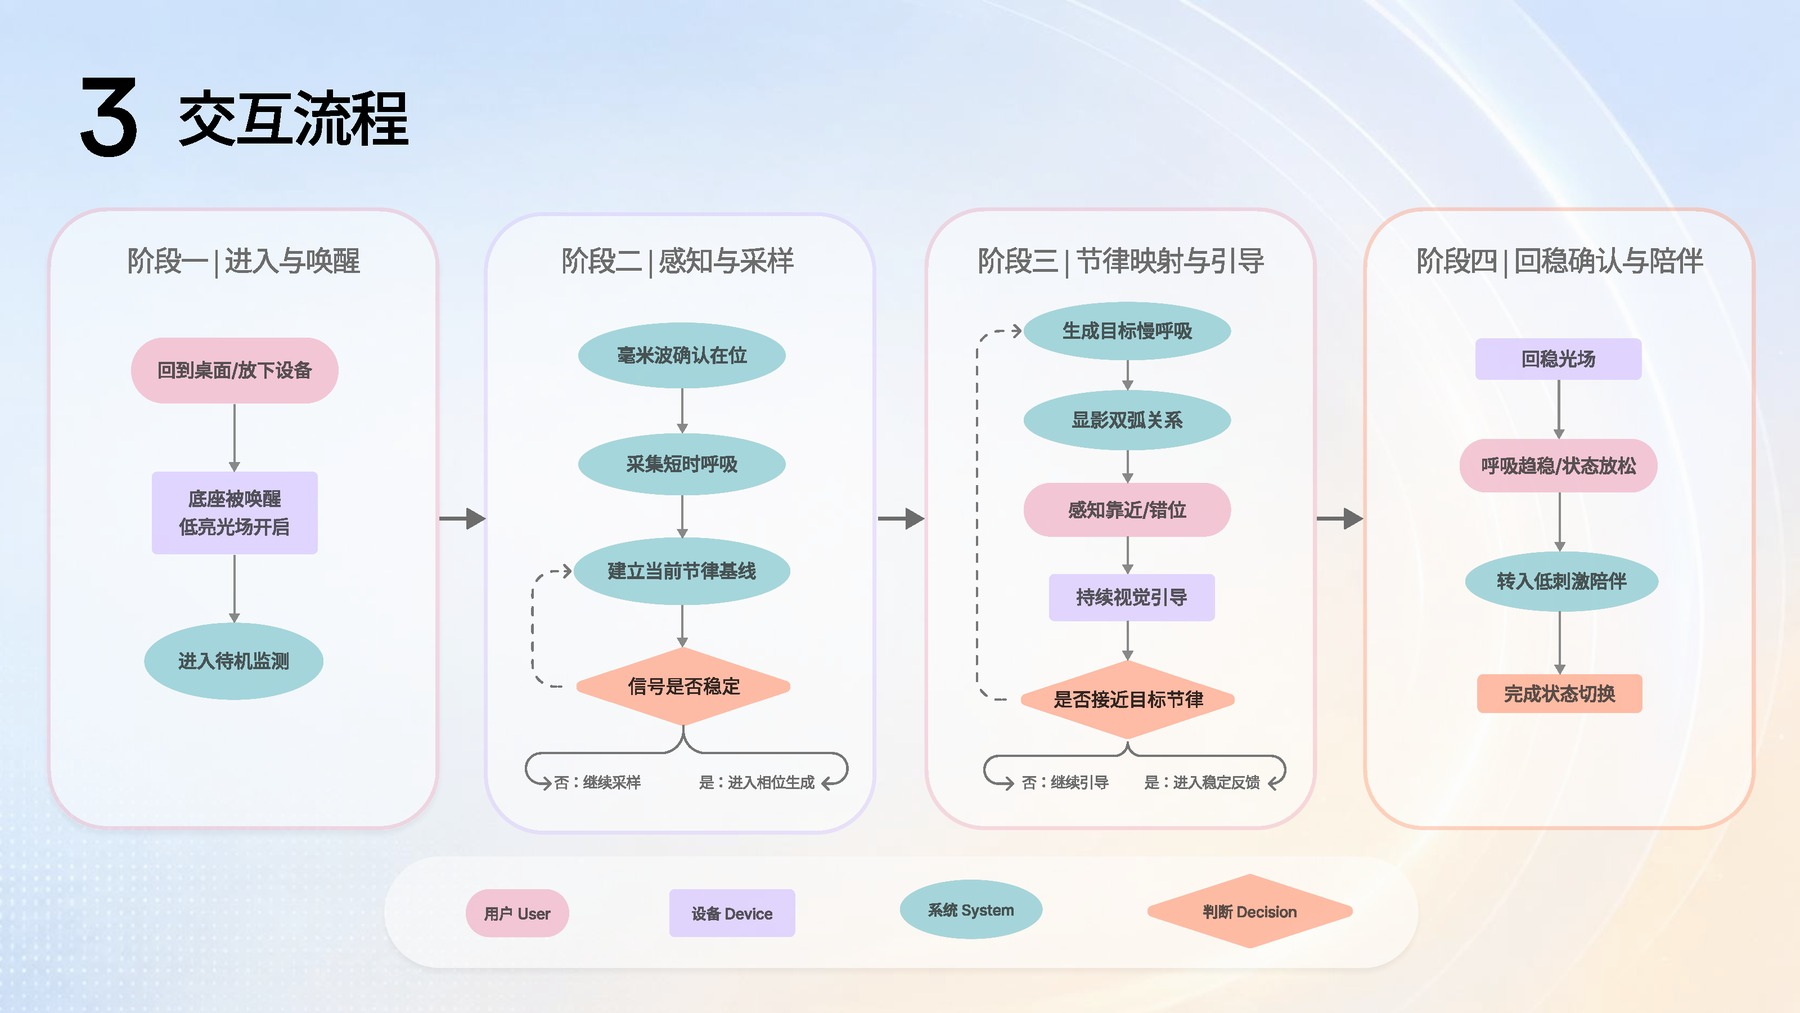 3 交互流程
阶段一|进入与唤醒
回到桌面/放下设备
底座被唤醒
低亮光场开启
进入待机监测
阶段二|感知与采样
毫米波确认在位
采集短时呼吸
建立当前节律基线
信号是否稳定
否：继续采样
是：进入相位生成
阶段三|节律映射与引导
生成目标慢呼吸
显影双弧关系
感知靠近/错位
持续视觉引导
是否接近目标节律
否：继续引导
是：进入稳定反馈
阶段四|回稳确认与陪伴
回稳光场
呼吸趋稳/状态放松
转入低刺激陪伴
完成状态切换
用户 User
设备 Device
系统 System
判断 Decision